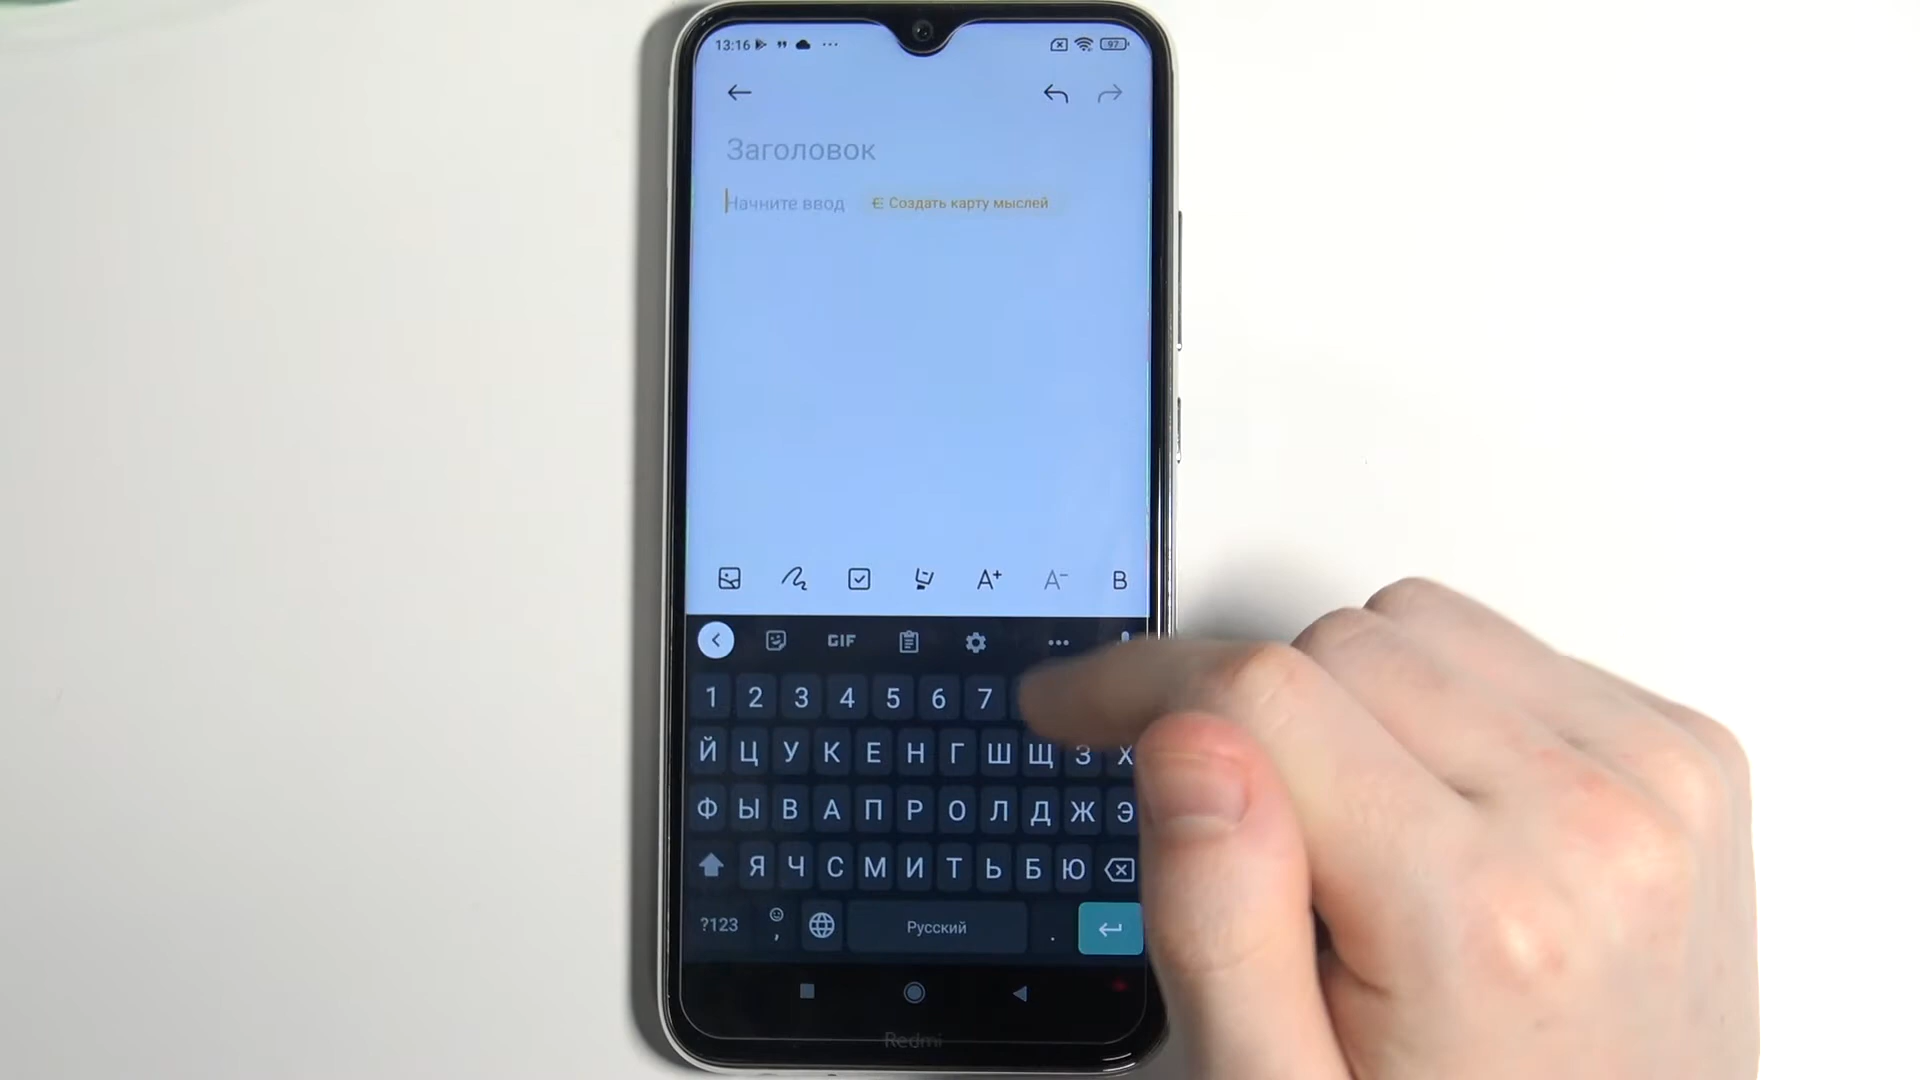 13:16 97
Заголовок
Начните ввод Создать карту мыслей
A+ A- B
GIF
1 2 3 4 5 6 7
Й Ц У К Е Н Г Ш Щ З Х
Ф Ы В А П Р О Л Д Ж Э
Я Ч С М И Т Ь Б Ю
?123 , Русский .
Redmi